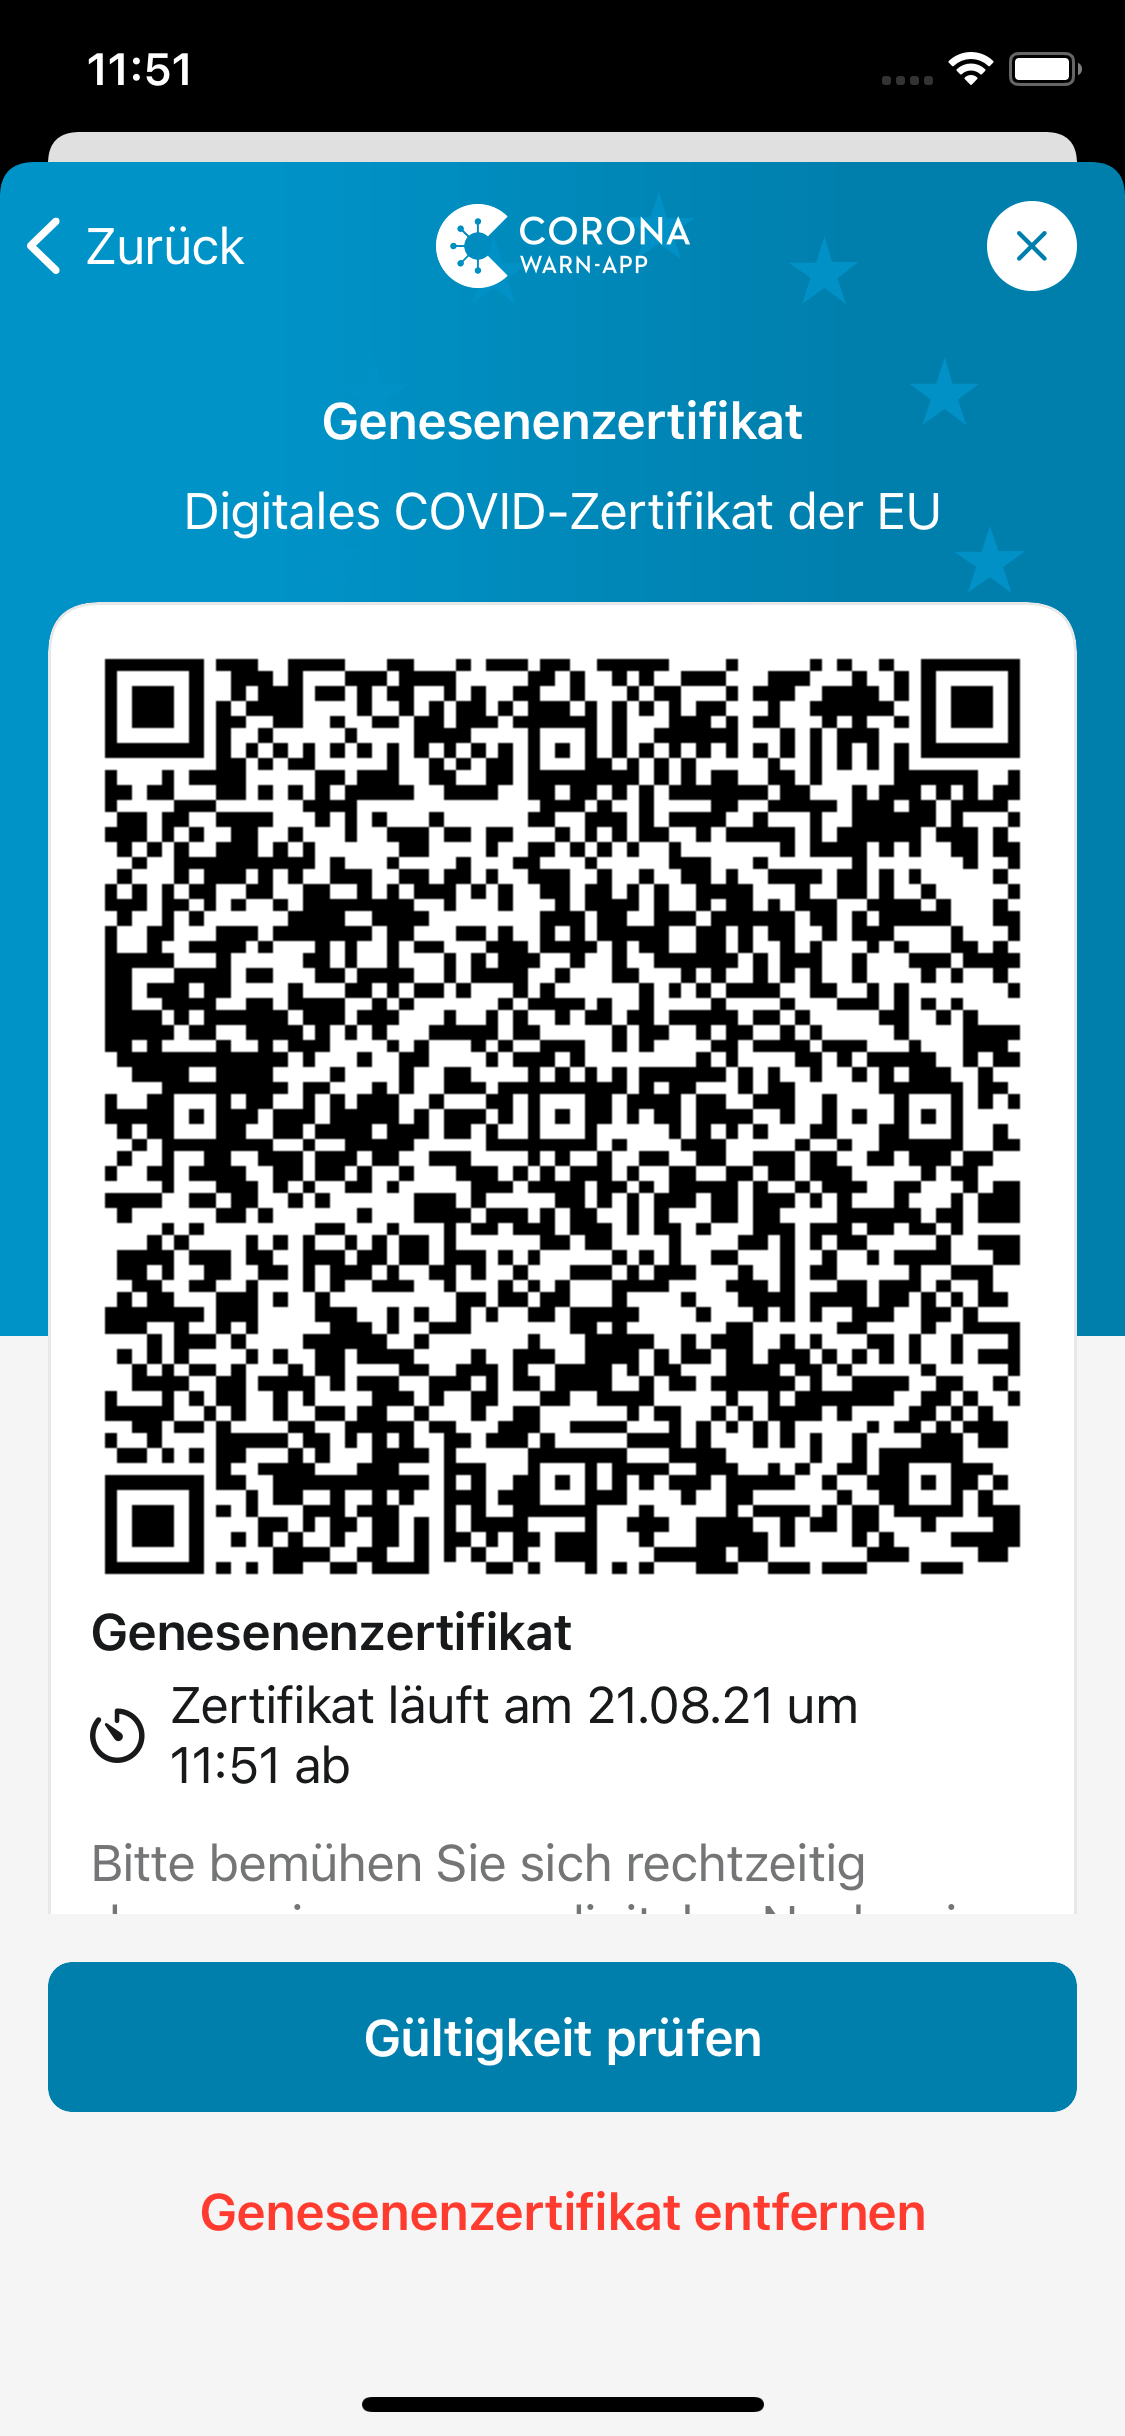 11:51
Zurück
CORONA
WARN-APP
Genesenenzertifikat
Digitales COVID-Zertifikat der EU
Genesenenzertifikat
Zertifikat läuft am 21.08.21 um
11:51 ab
Bitte bemühen Sie sich rechtzeitig
Gültigkeit prüfen
Genesenenzertifikat entfernen